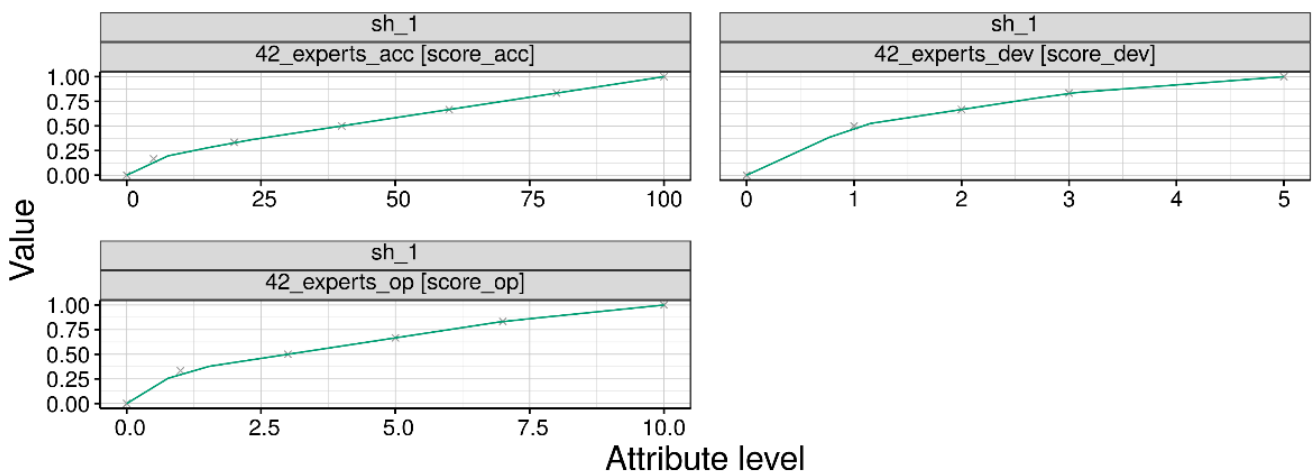 sh_1
42_experts_acc [score_acc]
1.00
0.75
0.50
0.25
0.00
0 25 50 75 100
sh_1
42_experts_dev [score_dev]
0 1 2 3 4 5
sh_1
42_experts_op [score_op]
1.00
0.75
0.50
0.25
0.00
0.0 2.5 5.0 7.5 10.0
Value
Attribute level